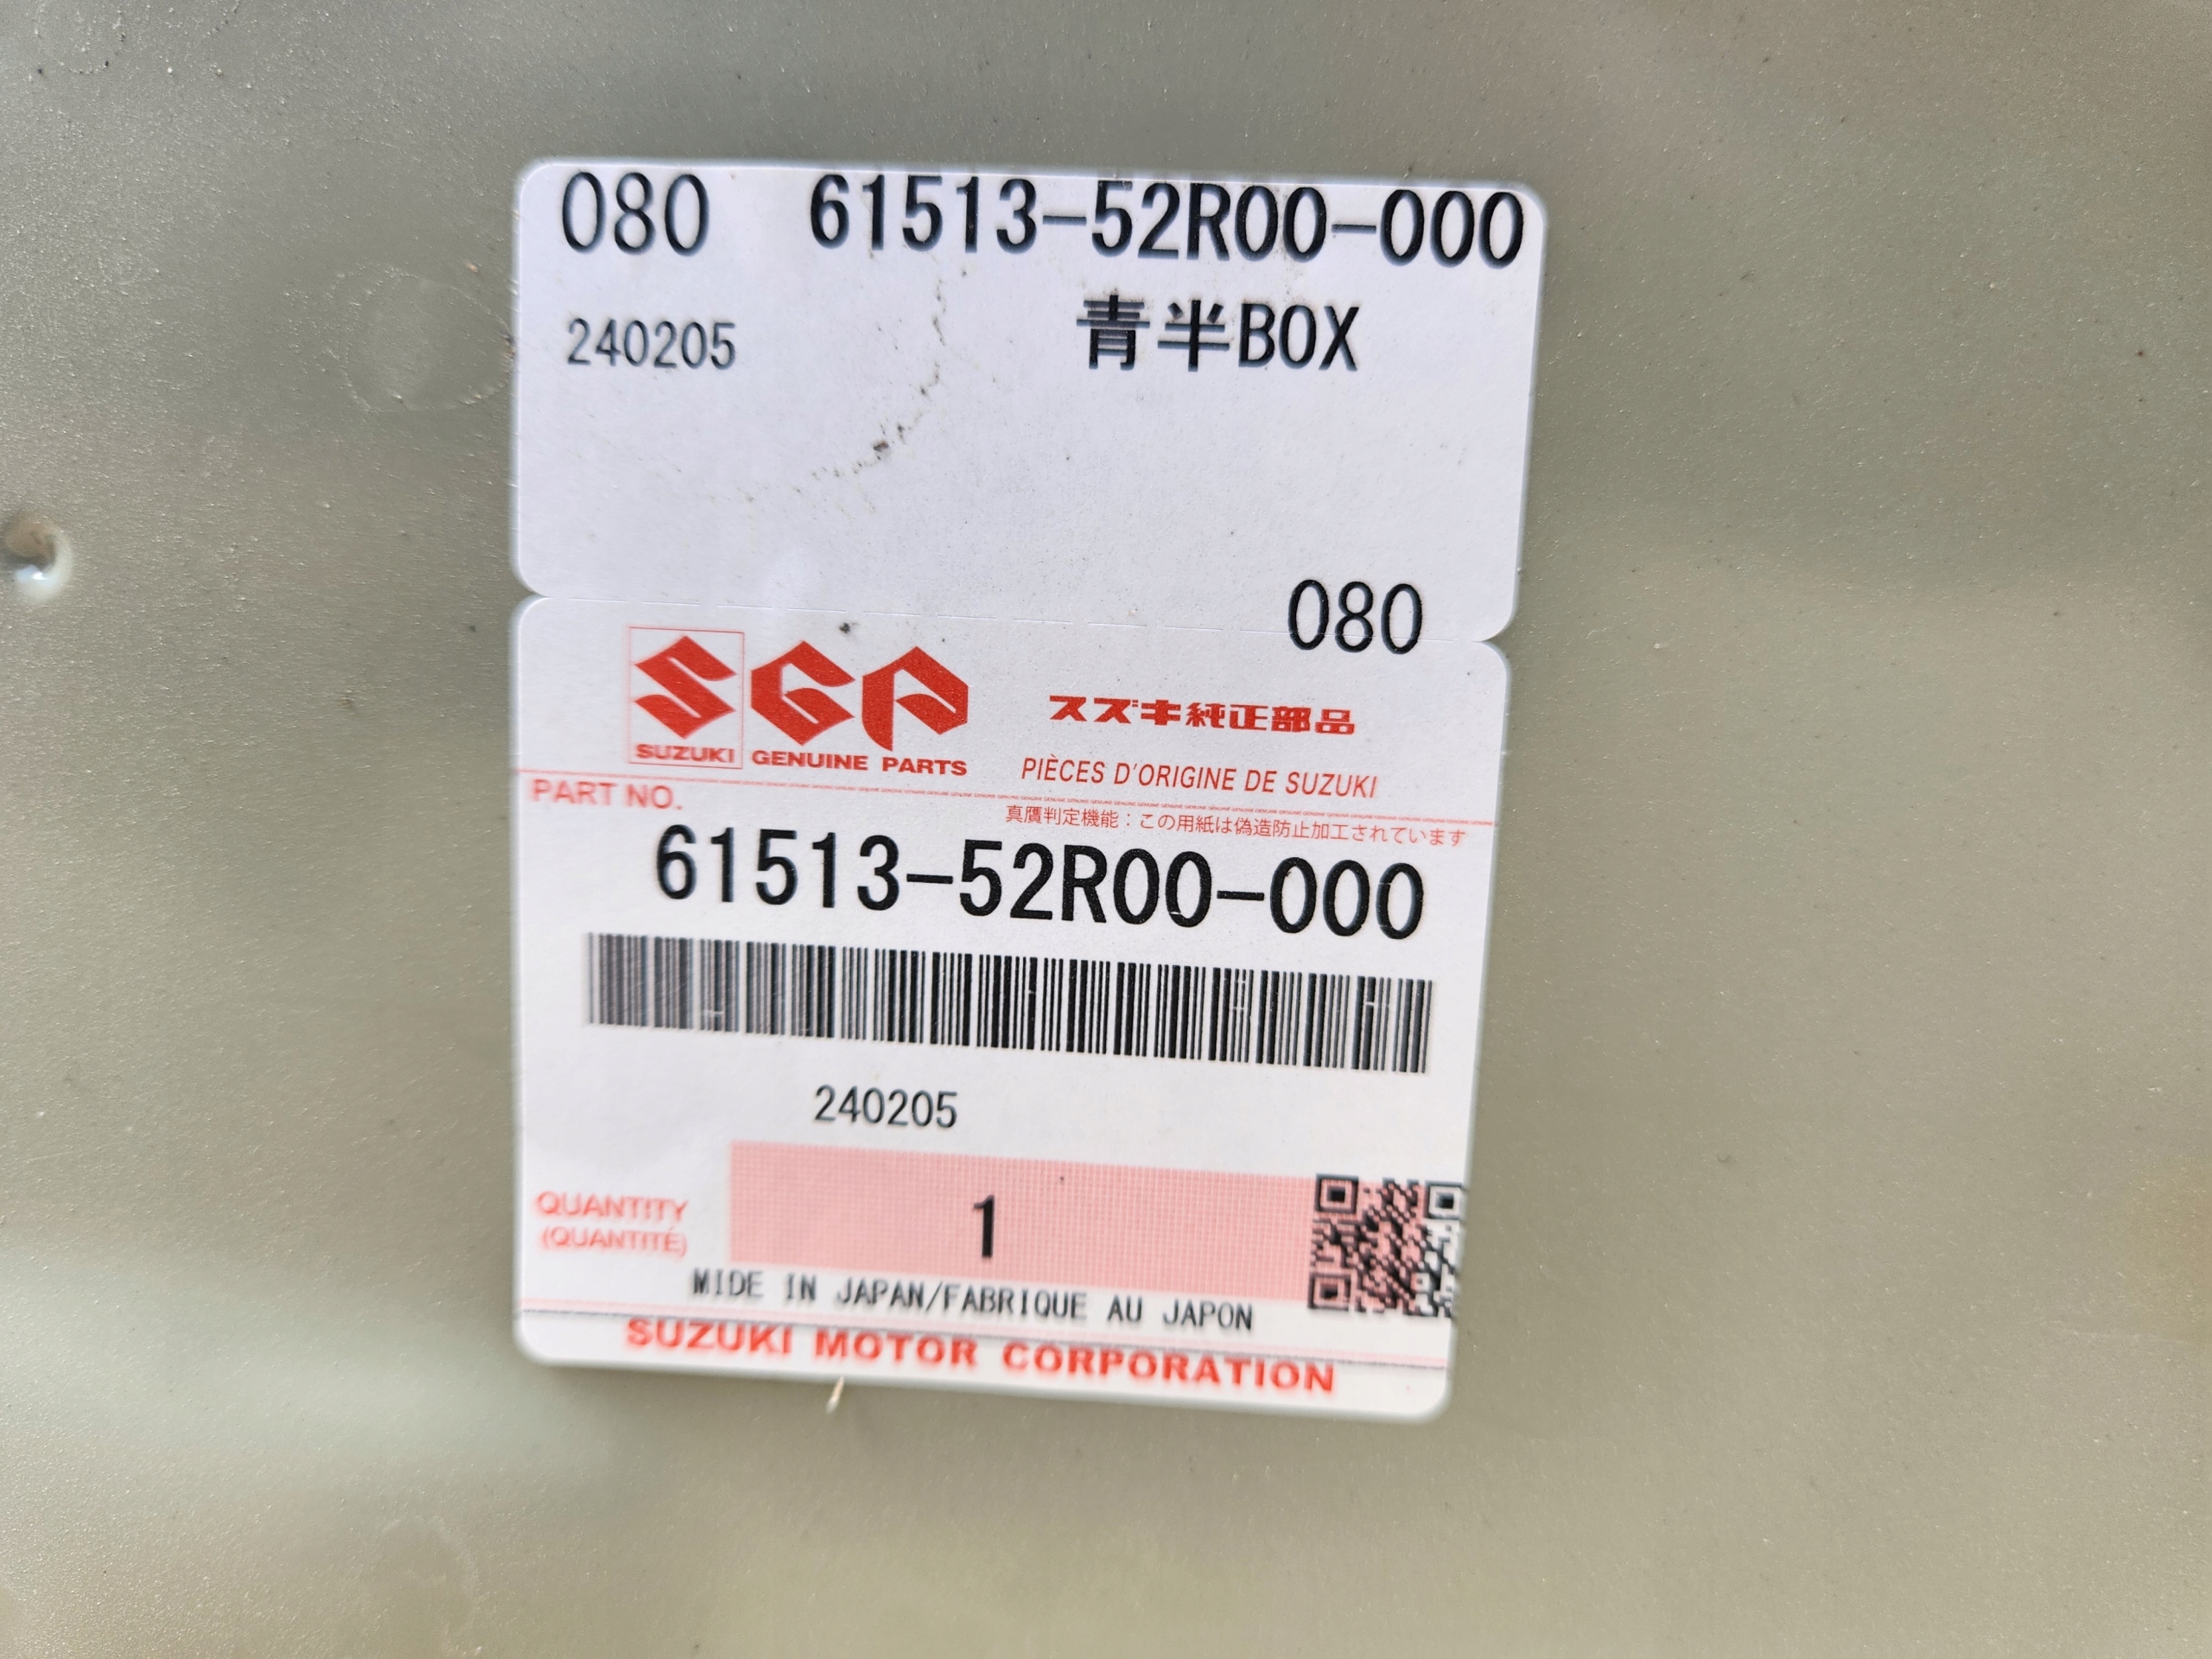 080 61513-52R00-000
240205 青半BOX
080
SGP
SUZUKI GENUINE PARTS
スズキ純正部品
PIÈCES D'ORIGINE DE SUZUKI
PART NO.
真贋判定機能：この用紙は偽造防止加工されています
61513-52R00-000
240205
QUANTITY
(QUANTITÉ)
1
MIDE IN JAPAN/FABRIQUE AU JAPON
SUZUKI MOTOR CORPORATION